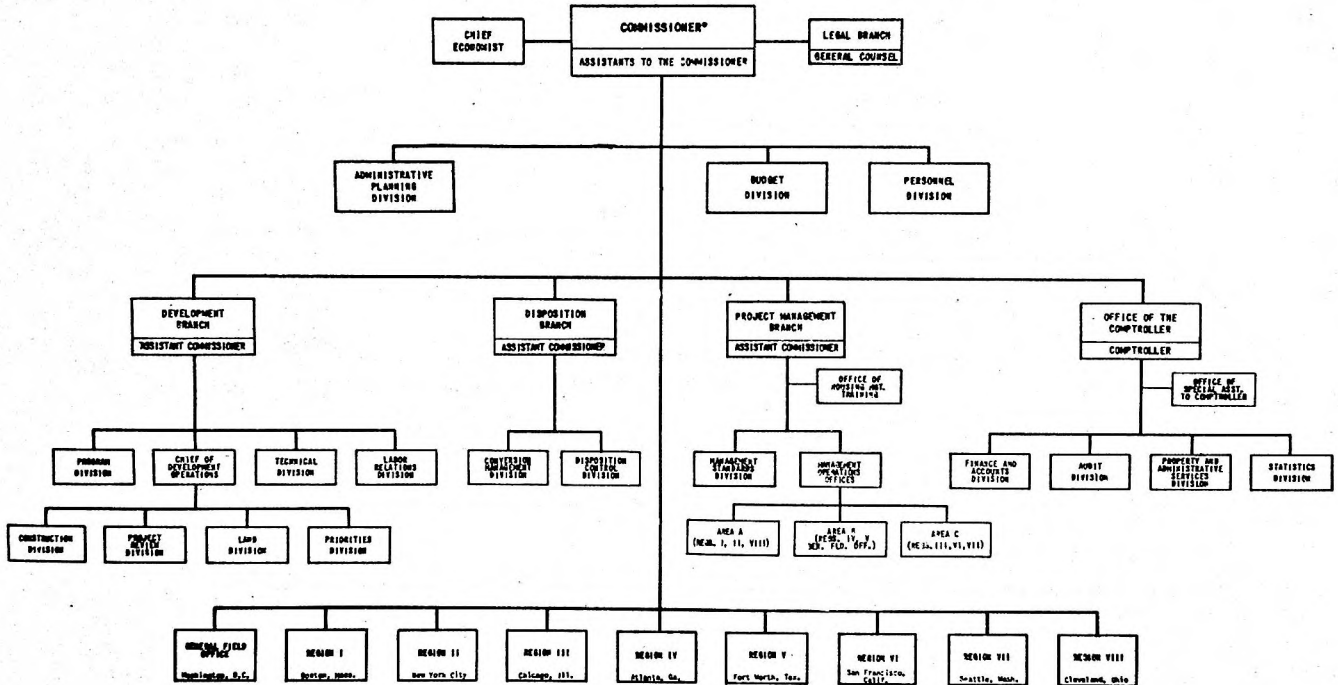 CHIEF
ECONOMIST
COMMISSIONER*
ASSISTANTS TO THE COMMISSIONER
LEGAL BRANCH
GENERAL COUNSEL
ADMINISTRATIVE
PLANNING
DIVISION
BUDGET
DIVISION
PERSONNEL
DIVISION
DEVELOPMENT
BRANCH
ASSISTANT COMMISSIONER
DISPOSITION
BRANCH
ASSISTANT COMMISSIONER
PROJECT MANAGEMENT
BRANCH
ASSISTANT COMMISSIONER
OFFICE OF THE
COMPTROLLER
COMPTROLLER
OFFICE OF
HOUSING MGT.
TRAINING
OFFICE OF
SPECIAL ASST.
TO COMPTROLLER
PROGRAM
DIVISION
CHIEF OF
DEVELOPMENT
OPERATIONS
TECHNICAL
DIVISION
LABOR
RELATIONS
DIVISION
CONVERSION
MANAGEMENT
DIVISION
DISPOSITION
CONTROL
DIVISION
MANAGEMENT
STANDARDS
DIVISION
MANAGEMENT
OPERATIONS
OFFICES
FINANCE AND
ACCOUNTS
DIVISION
AUDIT
DIVISION
PROPERTY AND
ADMINISTRATIVE
SERVICES
DIVISION
STATISTICS
DIVISION
CONSTRUCTION
DIVISION
PROJECT
REVIEW
DIVISION
LAND
DIVISION
PRIORITIES
DIVISION
AREA A
(REGS. I, II, VIII)
AREA B
(REGS. IV, V
GEN. FLD. OFF.)
AREA C
(REGS. III, VI, VII)
GENERAL FIELD
OFFICE
Washington, D.C.
REGION I
Boston, Mass.
REGION II
New York City
REGION III
Chicago, Ill.
REGION IV
Atlanta, Ga.
REGION V
Fort Worth, Tex.
REGION VI
San Francisco,
Calif.
REGION VII
Seattle, Wash.
REGION VIII
Cleveland, Ohio